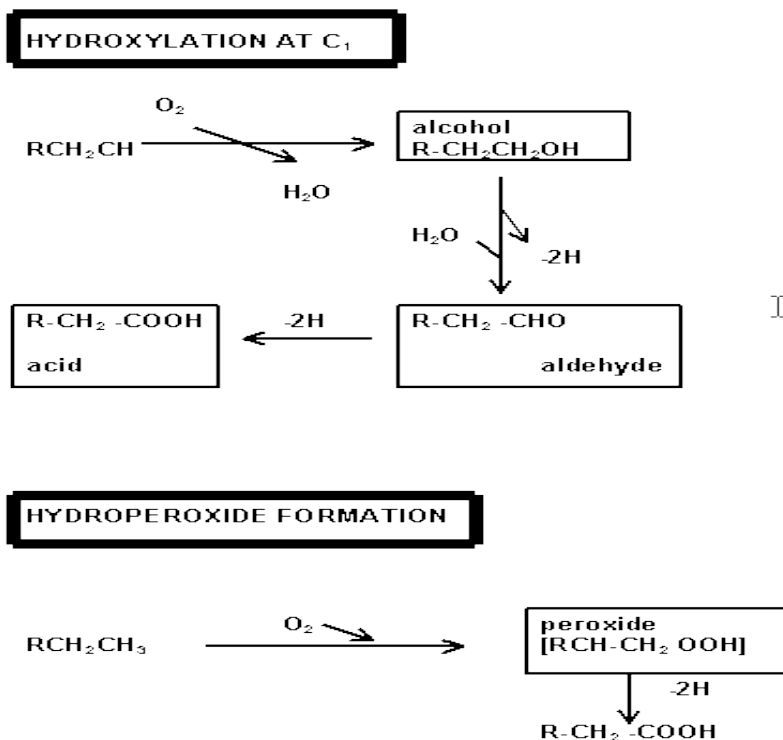 HYDROXYLATION AT C₁
O₂
RCH₂CH
H₂O
alcohol
R-CH₂CH₂OH
H₂O
-2H
R-CH₂ -CHO
aldehyde
-2H
R-CH₂ -COOH
acid
HYDROPEROXIDE FORMATION
RCH₂CH₃
O₂
peroxide
[RCH-CH₂ OOH]
-2H
R-CH₂ -COOH